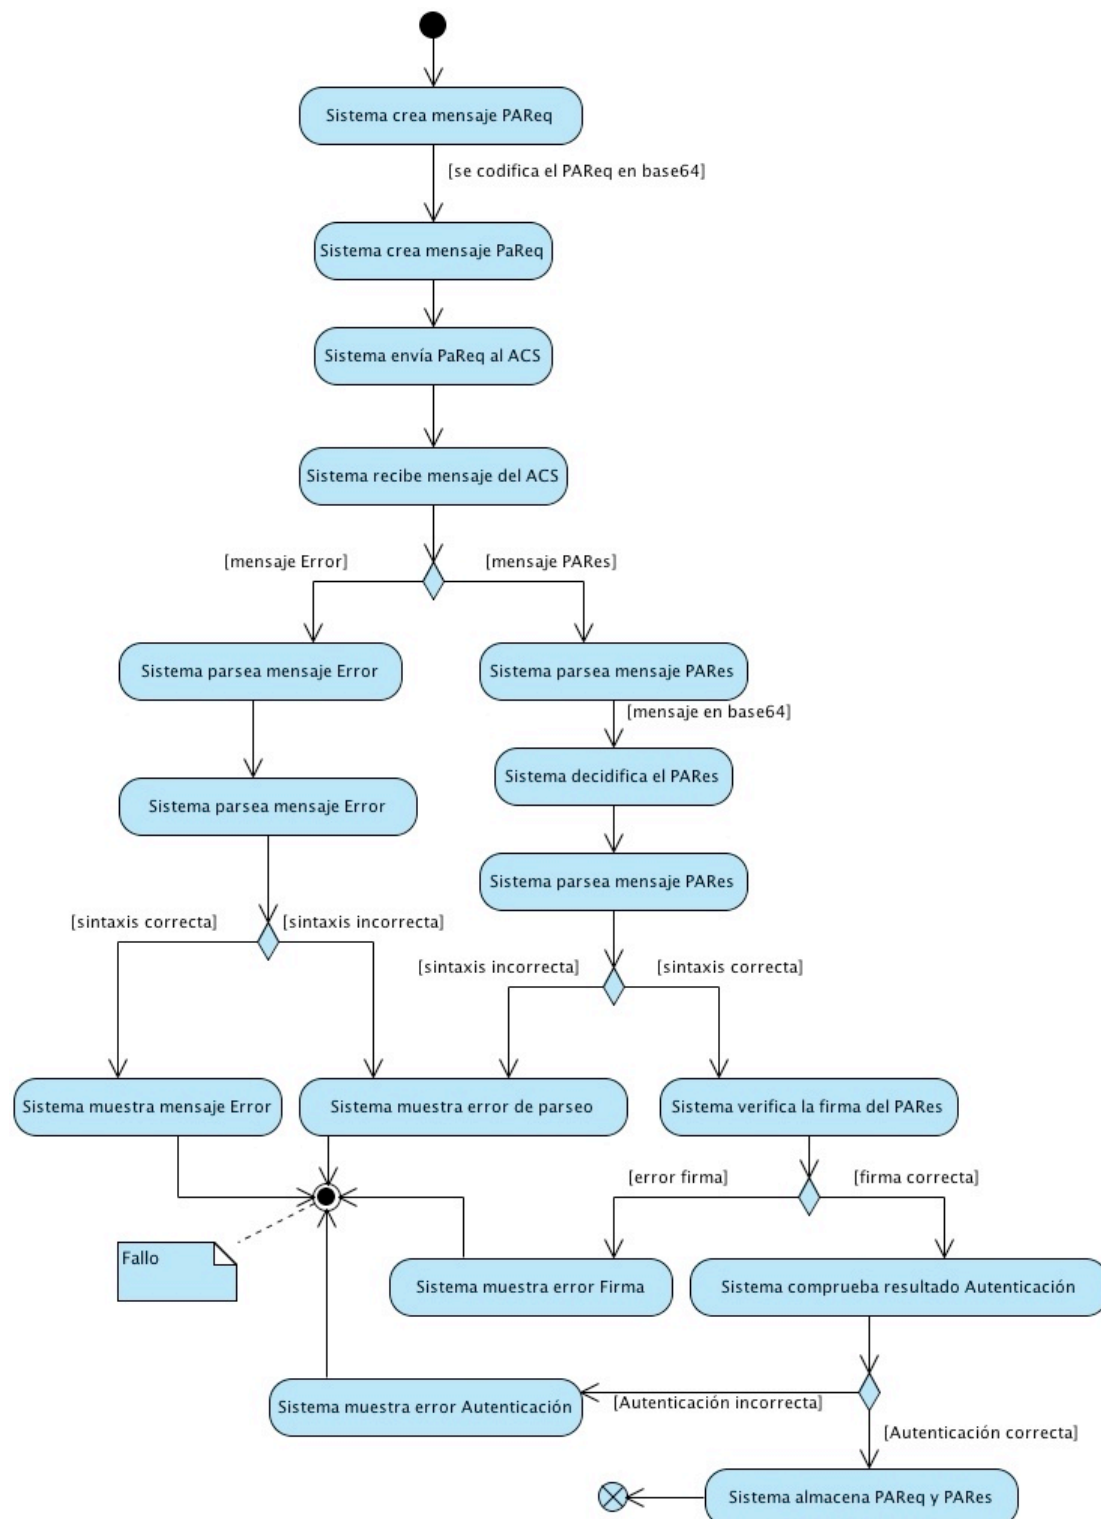 Sistema crea mensaje PAReq
[se codifica el PAReq en base64]
Sistema crea mensaje PaReq
Sistema envía PaReq al ACS
Sistema recibe mensaje del ACS
[mensaje Error]
[mensaje PARes]
Sistema parsea mensaje Error
Sistema parsea mensaje PARes
[mensaje en base64]
Sistema decidifica el PARes
Sistema parsea mensaje Error
Sistema parsea mensaje PARes
[sintaxis correcta]
[sintaxis incorrecta]
[sintaxis incorrecta]
[sintaxis correcta]
Sistema muestra mensaje Error
Sistema muestra error de parseo
Sistema verifica la firma del PARes
[error firma]
[firma correcta]
Fallo
Sistema muestra error Firma
Sistema comprueba resultado Autenticación
Sistema muestra error Autenticación
[Autenticación incorrecta]
[Autenticación correcta]
Sistema almacena PAReq y PARes